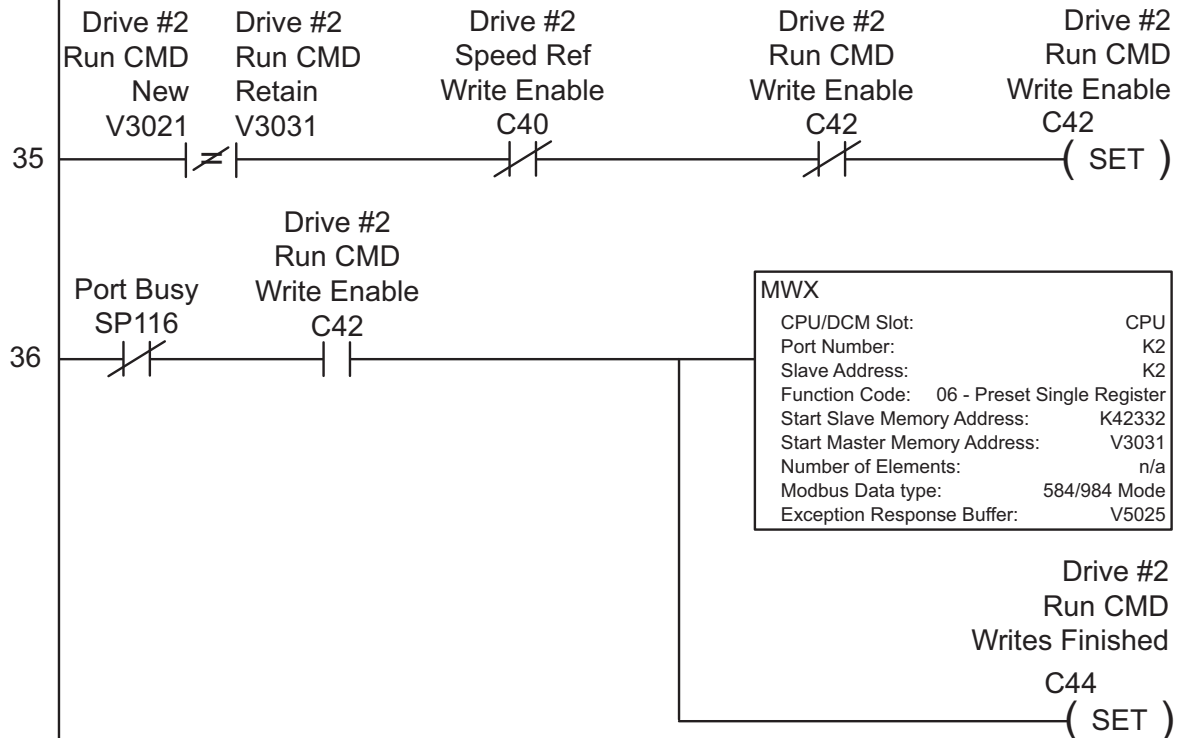 Drive #2
Run CMD
New
V3021
Drive #2
Run CMD
Retain
V3031
Drive #2
Speed Ref
Write Enable
C40
Drive #2
Run CMD
Write Enable
C42
Drive #2
Run CMD
Write Enable
C42
35
≠
( SET )
Drive #2
Run CMD
Write Enable
C42
Port Busy
SP116
36
MWX
CPU/DCM Slot: CPU
Port Number: K2
Slave Address: K2
Function Code: 06 - Preset Single Register
Start Slave Memory Address: K42332
Start Master Memory Address: V3031
Number of Elements: n/a
Modbus Data type: 584/984 Mode
Exception Response Buffer: V5025
Drive #2
Run CMD
Writes Finished
C44
( SET )